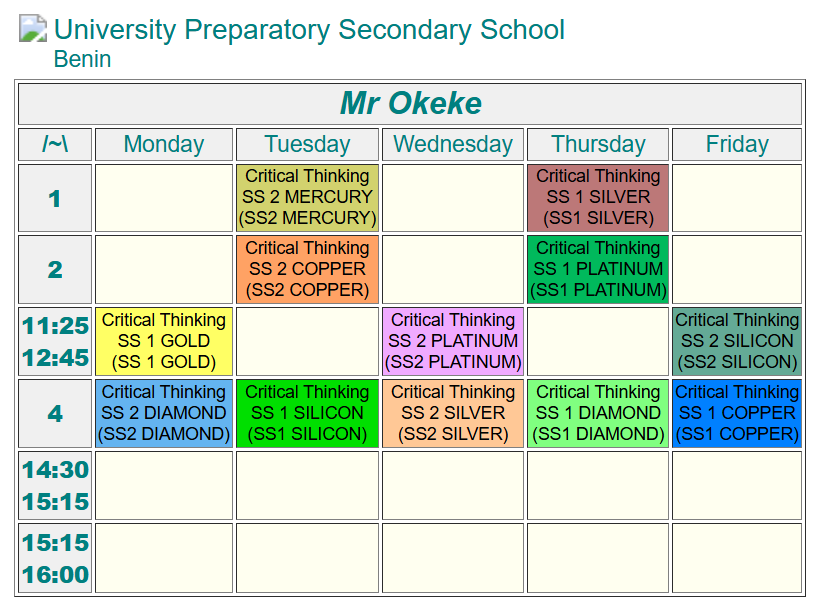 University Preparatory Secondary School
Benin
Mr Okeke
/~\ Monday Tuesday Wednesday Thursday Friday
1
Critical Thinking
SS 2 MERCURY
(SS2 MERCURY)
Critical Thinking
SS 1 SILVER
(SS1 SILVER)
2
Critical Thinking
SS 2 COPPER
(SS2 COPPER)
Critical Thinking
SS 1 PLATINUM
(SS1 PLATINUM)
11:25
12:45
Critical Thinking
SS 1 GOLD
(SS 1 GOLD)
Critical Thinking
SS 2 PLATINUM
(SS2 PLATINUM)
Critical Thinking
SS 2 SILICON
(SS2 SILICON)
4
Critical Thinking
SS 2 DIAMOND
(SS2 DIAMOND)
Critical Thinking
SS 1 SILICON
(SS1 SILICON)
Critical Thinking
SS 2 SILVER
(SS2 SILVER)
Critical Thinking
SS 1 DIAMOND
(SS1 DIAMOND)
Critical Thinking
SS 1 COPPER
(SS1 COPPER)
14:30
15:15
15:15
16:00